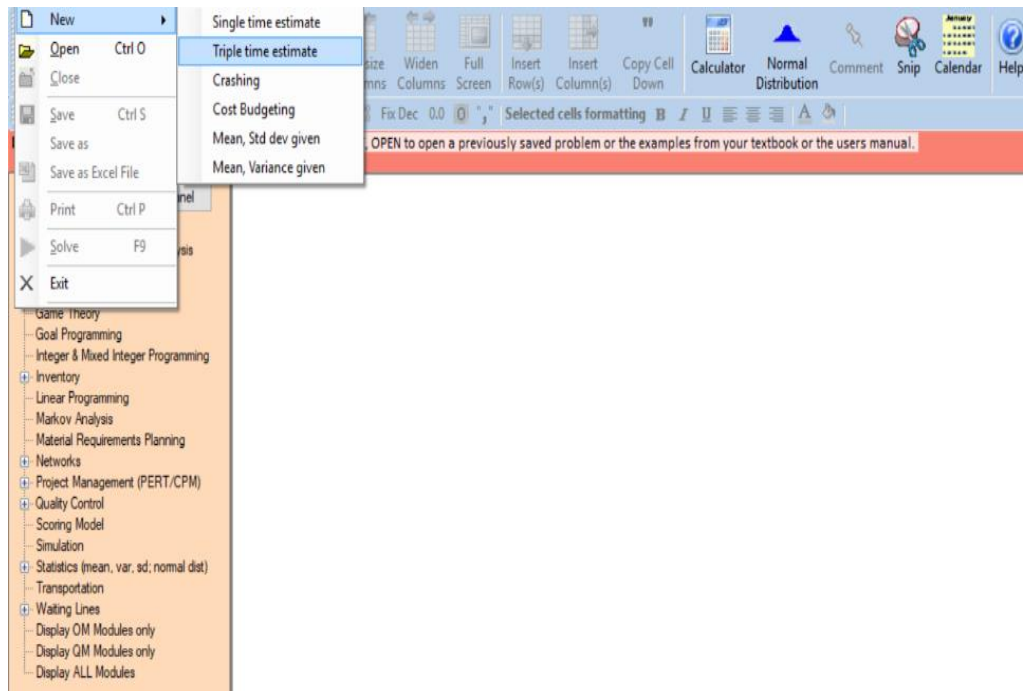 New
Open Ctrl O
Close
Save Ctrl S
Save as
Save as Excel File
Print Ctrl P
Solve F9
Exit
Single time estimate
Triple time estimate
Crashing
Cost Budgeting
Mean, Std dev given
Mean, Variance given
Widen Columns
Full Screen
Insert Row(s)
Insert Column(s)
Copy Cell Down
Calculator
Normal Distribution
Comment
Snip
January
Calendar
Help
Fix Dec 0.0 0 "," Selected cells formatting B I U A
, OPEN to open a previously saved problem or the examples from your textbook or the users manual.
Game Theory
Goal Programming
Integer & Mixed Integer Programming
Inventory
Linear Programming
Markov Analysis
Material Requirements Planning
Networks
Project Management (PERT/CPM)
Quality Control
Scoring Model
Simulation
Statistics (mean, var, sd; normal dist)
Transportation
Waiting Lines
Display OM Modules only
Display QM Modules only
Display ALL Modules